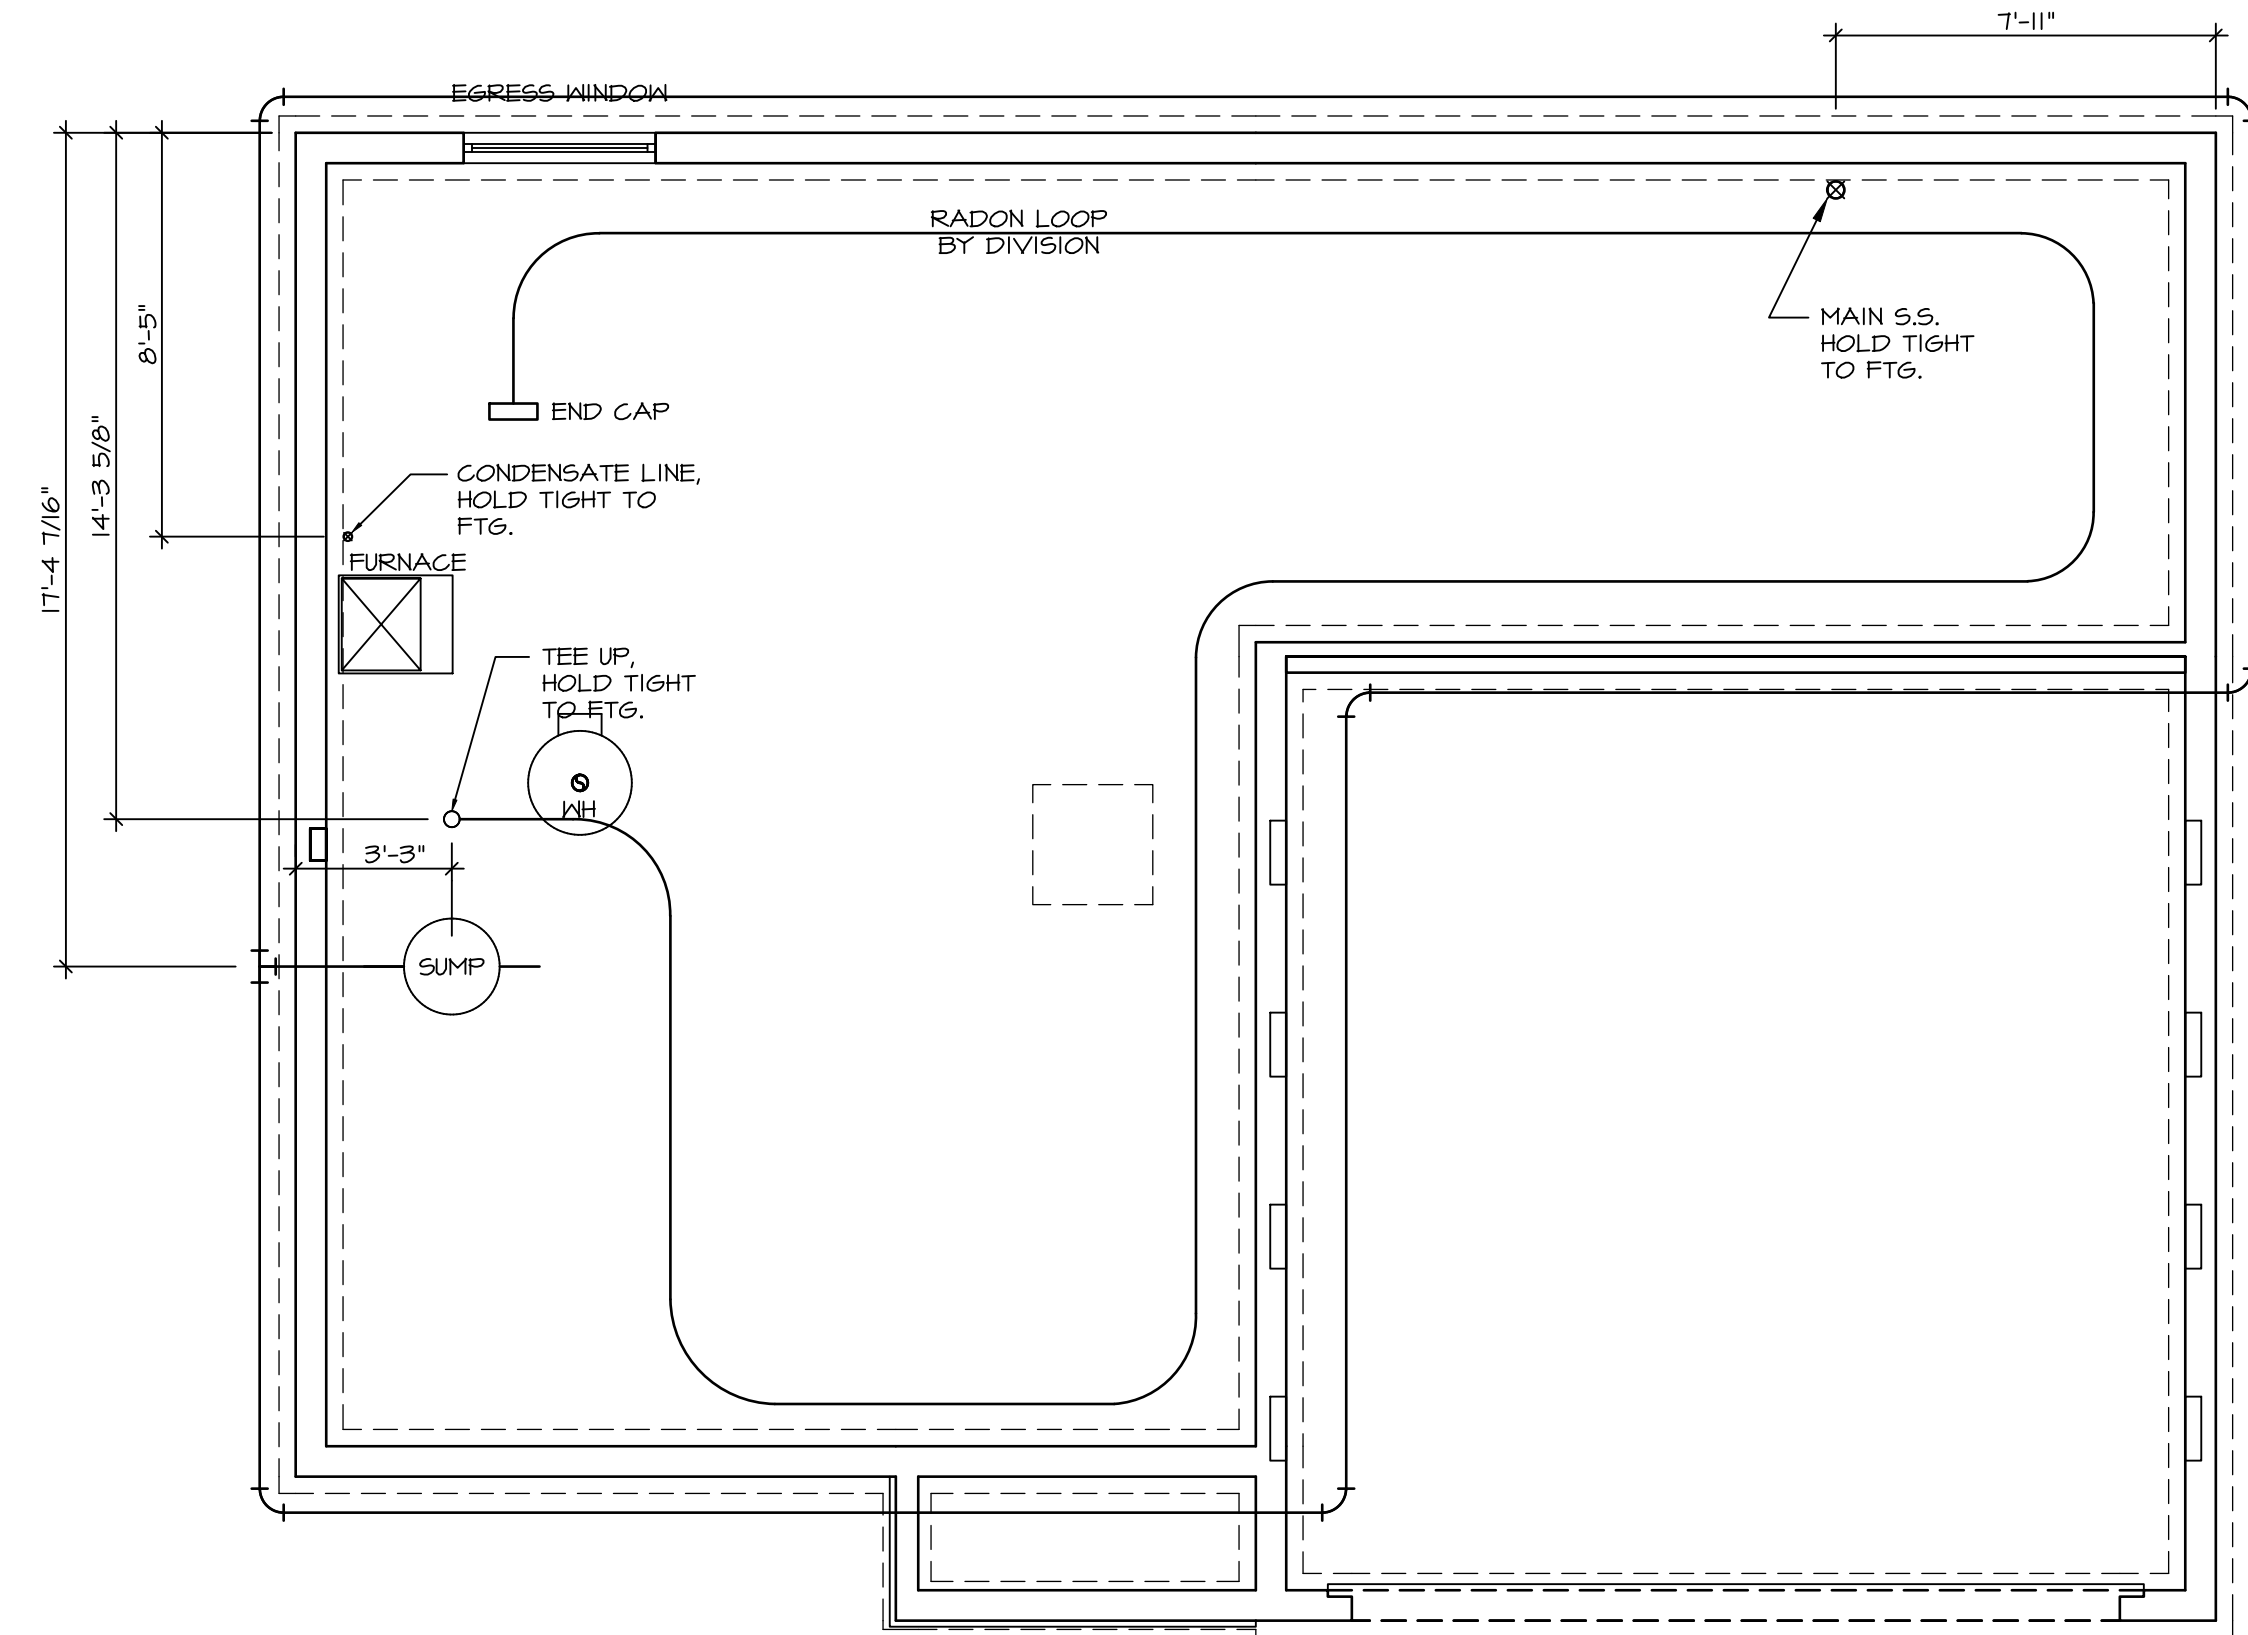 7'-11"
EGRESS WINDOW
RADON LOOP
BY DIVISION
MAIN S.S.
HOLD TIGHT
TO FTG.
8'-5"
14'-3 5/8"
17'-4 7/16"
END CAP
CONDENSATE LINE,
HOLD TIGHT TO
FTG.
FURNACE
TEE UP,
HOLD TIGHT
TO FTG.
WH
3'-3"
SUMP